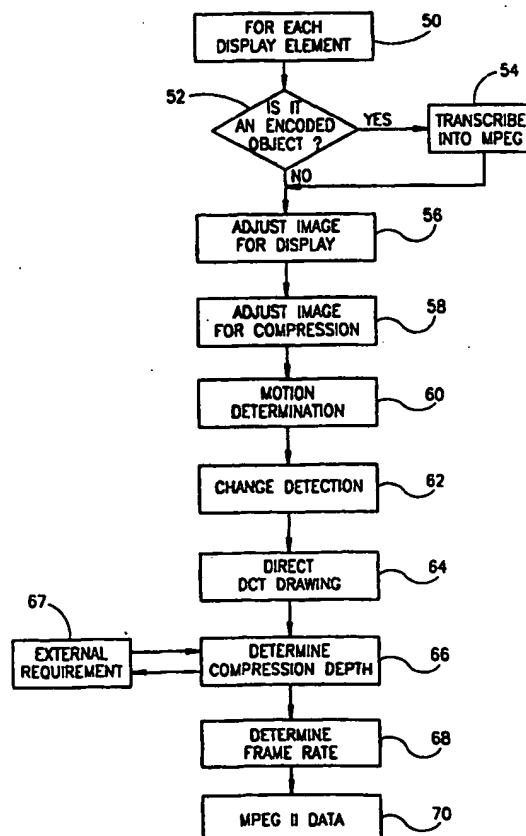 FOR EACH
DISPLAY ELEMENT
50
52
IS IT
AN ENCODED
OBJECT ?
YES
54
TRANSCRIBE
INTO MPEG
NO
ADJUST IMAGE
FOR DISPLAY
56
ADJUST IMAGE
FOR COMPRESSION
58
MOTION
DETERMINATION
60
CHANGE DETECTION
62
DIRECT
DCT DRAWING
64
67
EXTERNAL
REQUIREMENT
DETERMINE
COMPRESSION DEPTH
66
DETERMINE
FRAME RATE
68
MPEG II DATA
70